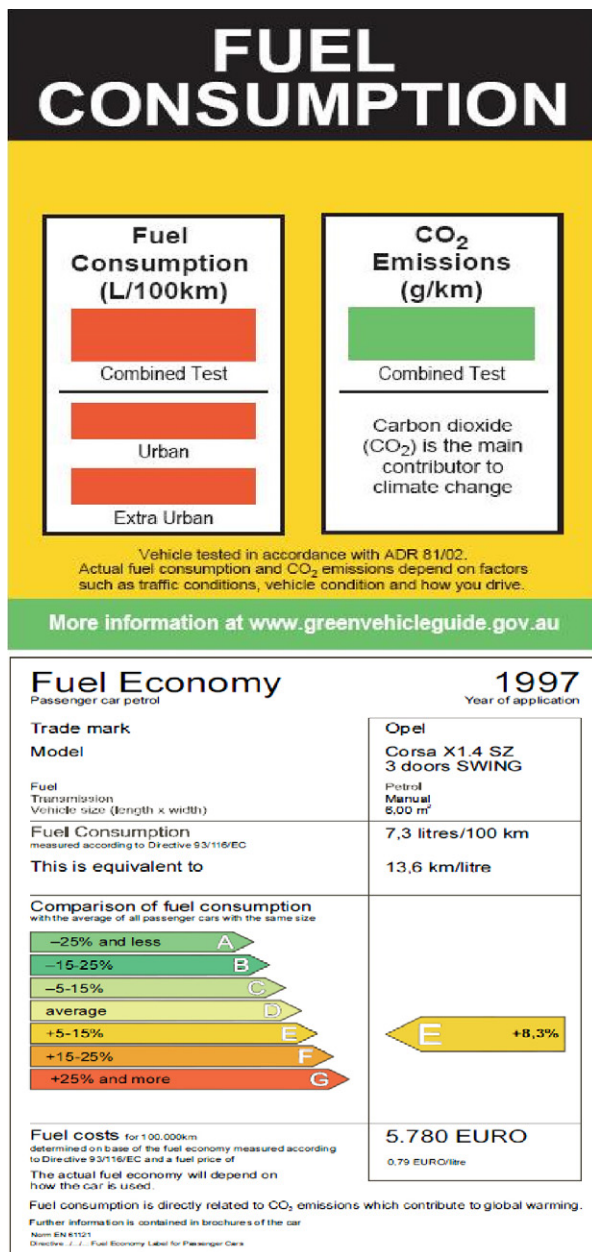 FUEL
CONSUMPTION
Fuel
Consumption
(L/100km)
Combined Test
Urban
Extra Urban
CO₂
Emissions
(g/km)
Combined Test
Carbon dioxide
(CO₂) is the main
contributor to
climate change
Vehicle tested in accordance with ADR 81/02.
Actual fuel consumption and CO₂ emissions depend on factors
such as traffic conditions, vehicle condition and how you drive.
More information at www.greenvehicleguide.gov.au
Fuel Economy 1997
Passenger car petrol Year of application
Trade mark Opel
Model Corsa X1.4 SZ
3 doors SWING
Fuel Petrol
Transmission Manual
Vehicle size (length x width) 6,00 m²
Fuel Consumption 7,3 litres/100 km
measured according to Directive 93/116/EC
This is equivalent to 13,6 km/litre
Comparison of fuel consumption
with the average of all passenger cars with the same size
–25% and less A
–15-25% B
–5-15% C
average D
+5-15% E E +8,3%
+15-25% F
+25% and more G
Fuel costs for 100.000km 5.780 EURO
determined on base of the fuel economy measured according
to Directive 93/116/EC and a fuel price of 0,79 EURO/litre
The actual fuel economy will depend on
how the car is used.
Fuel consumption is directly related to CO₂ emissions which contribute to global warming.
Further information is contained in brochures of the car
Norm EN 61121
Directive ../../... Fuel Economy Label for Passenger Cars